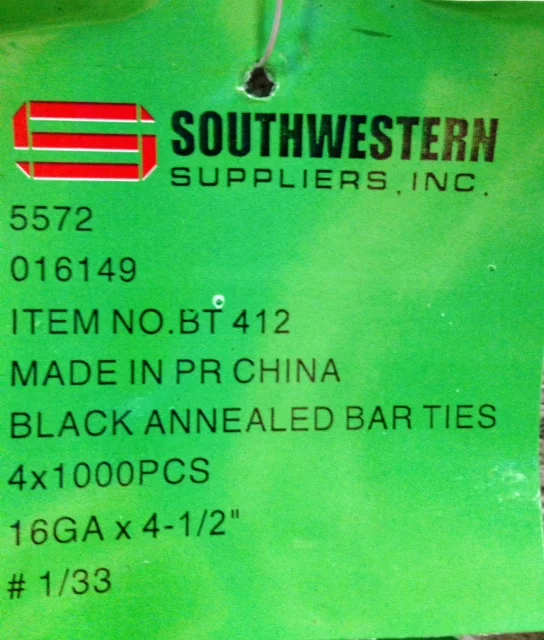 SOUTHWESTERN
SUPPLIERS, INC.
5572
016149
ITEM NO.BT 412
MADE IN PR CHINA
BLACK ANNEALED BAR TIES
4x1000PCS
16GA x 4-1/2"
# 1/33